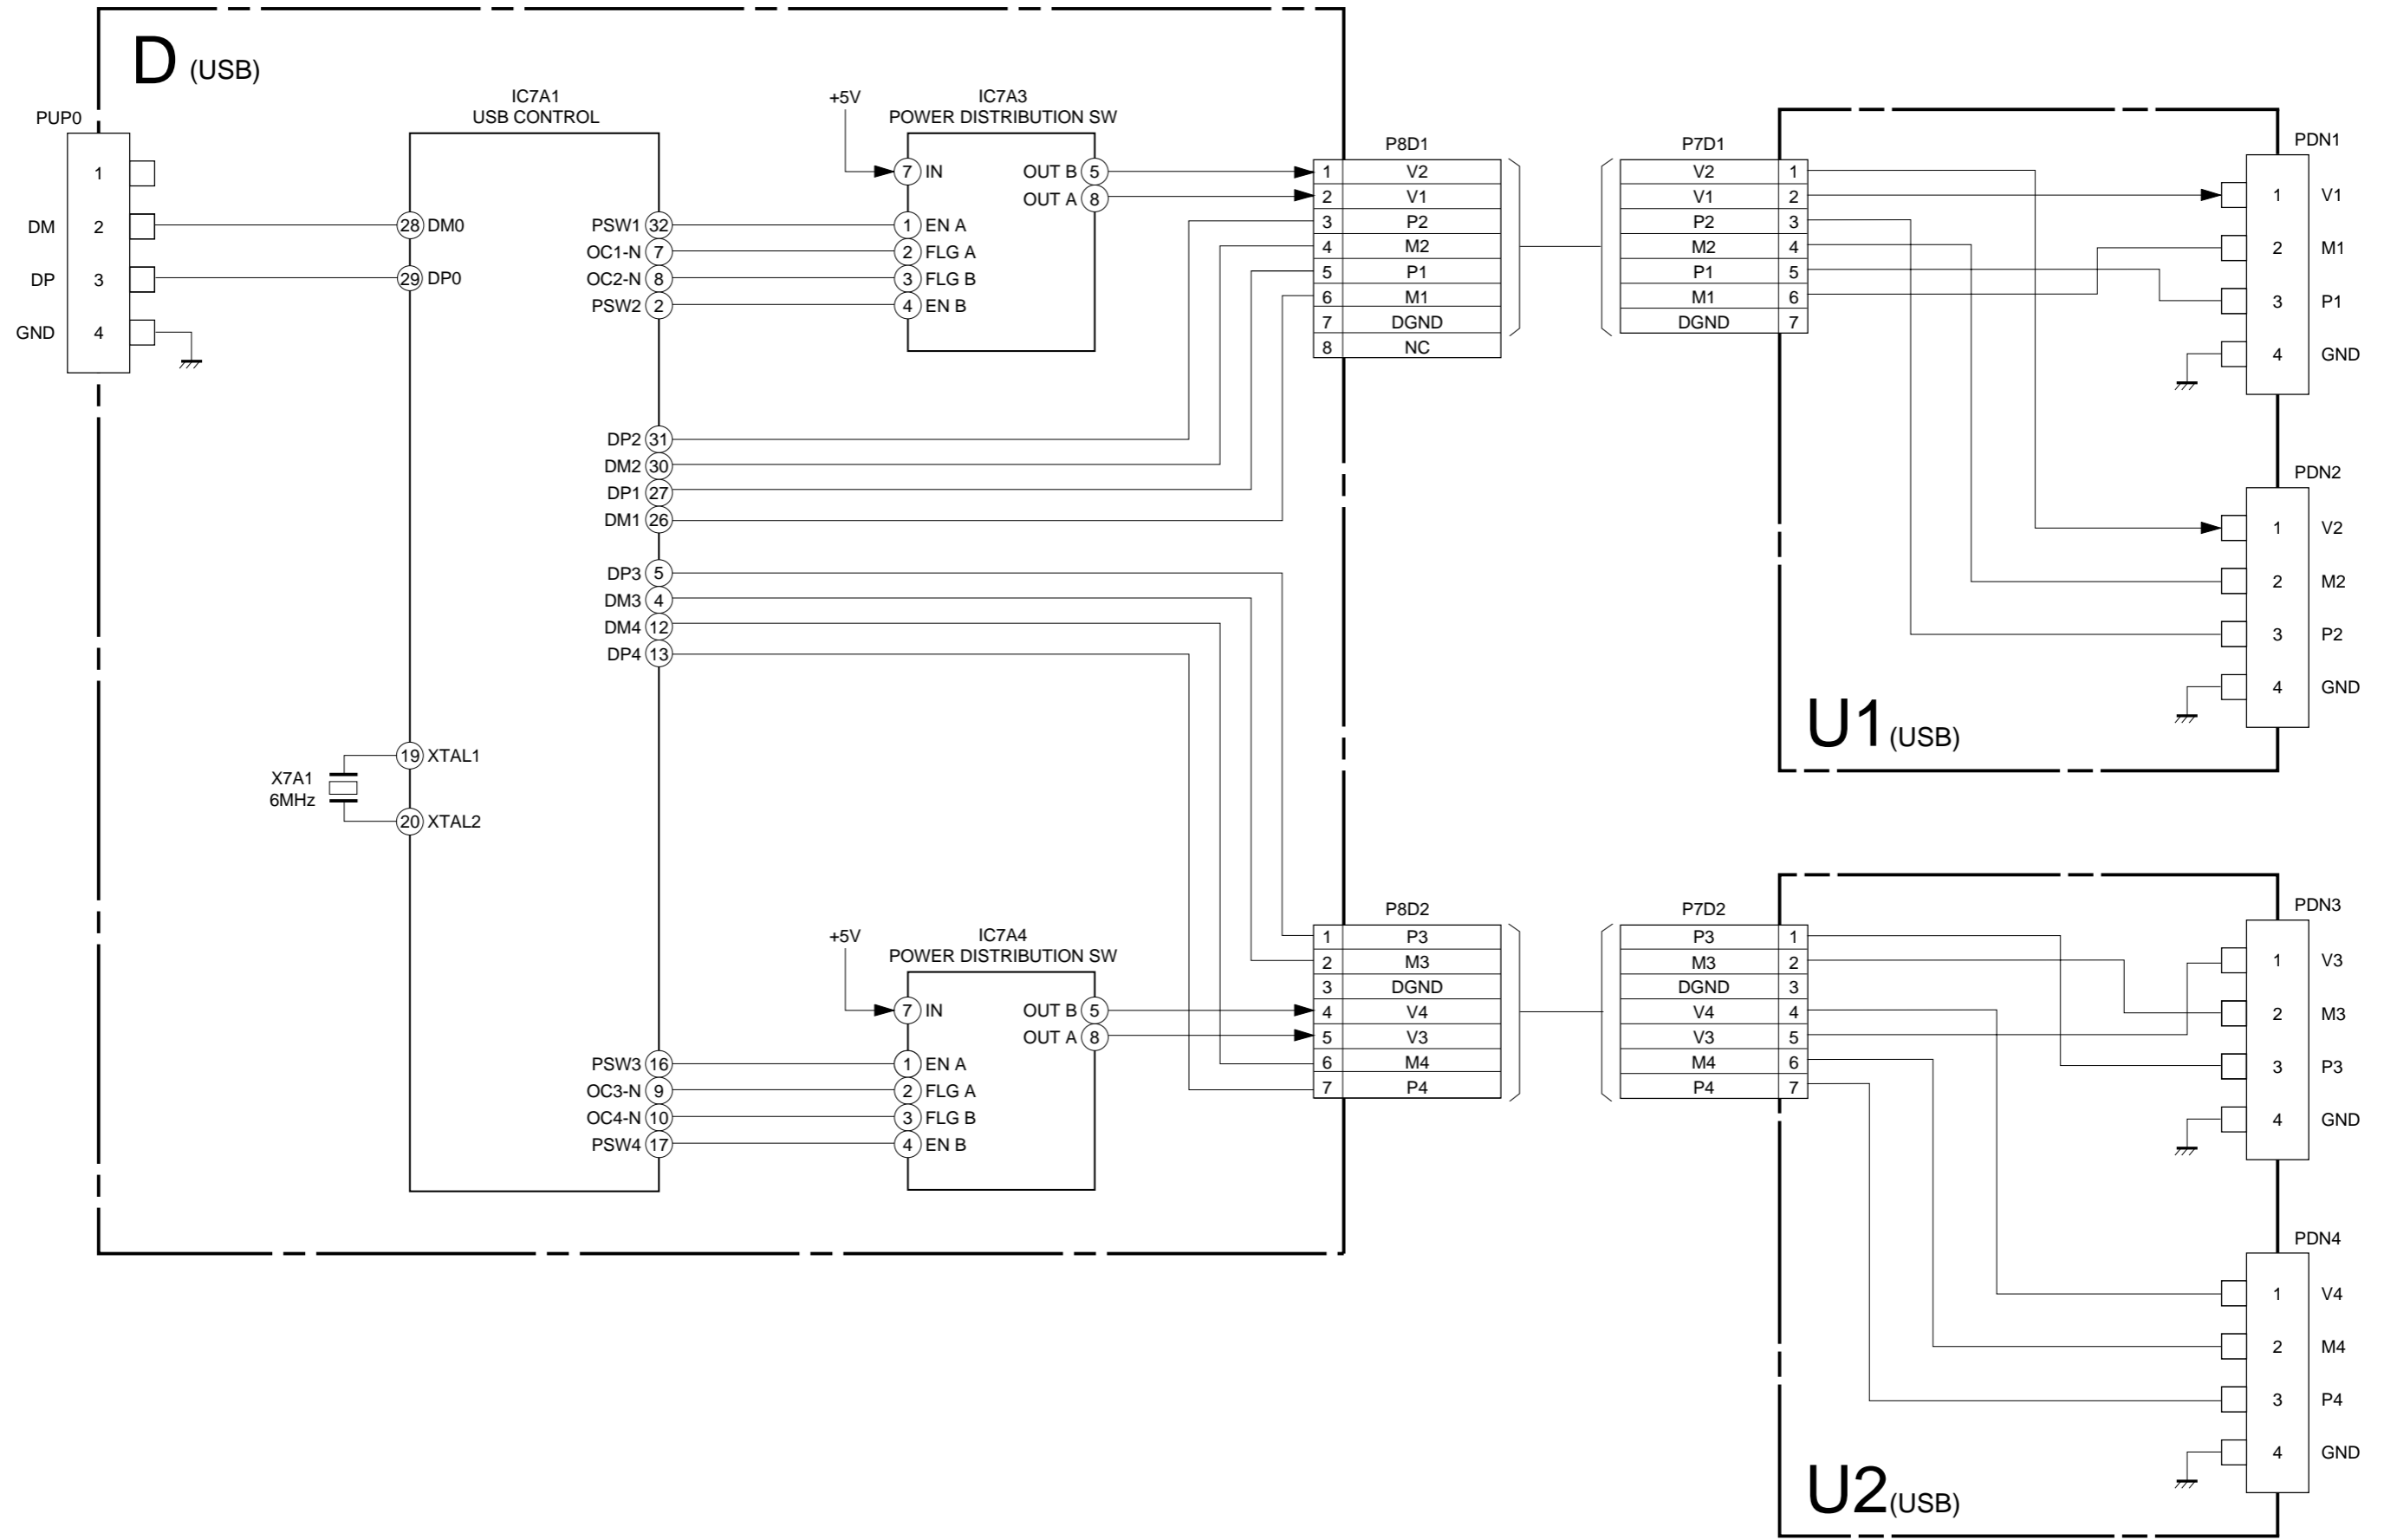 D (USB)
PUP0
1
DM 2
DP 3
GND 4
IC7A1
USB CONTROL
28 DM0
29 DP0
PSW1 32
OC1-N 7
OC2-N 8
PSW2 2
DP2 31
DM2 30
DP1 27
DM1 26
DP3 5
DM3 4
DM4 12
DP4 13
X7A1
6MHz
19 XTAL1
20 XTAL2
PSW3 16
OC3-N 9
OC4-N 10
PSW4 17
+5V
IC7A3
POWER DISTRIBUTION SW
7 IN
OUT B 5
OUT A 8
1 EN A
2 FLG A
3 FLG B
4 EN B
+5V
IC7A4
POWER DISTRIBUTION SW
7 IN
OUT B 5
OUT A 8
1 EN A
2 FLG A
3 FLG B
4 EN B
P8D1
1 V2
2 V1
3 P2
4 M2
5 P1
6 M1
7 DGND
8 NC
P7D1
V2 1
V1 2
P2 3
M2 4
P1 5
M1 6
DGND 7
PDN1
1 V1
2 M1
3 P1
4 GND
PDN2
1 V2
2 M2
3 P2
4 GND
U1 (USB)
P8D2
1 P3
2 M3
3 DGND
4 V4
5 V3
6 M4
7 P4
P7D2
P3 1
M3 2
DGND 3
V4 4
V3 5
M4 6
P4 7
PDN3
1 V3
2 M3
3 P3
4 GND
PDN4
1 V4
2 M4
3 P4
4 GND
U2 (USB)